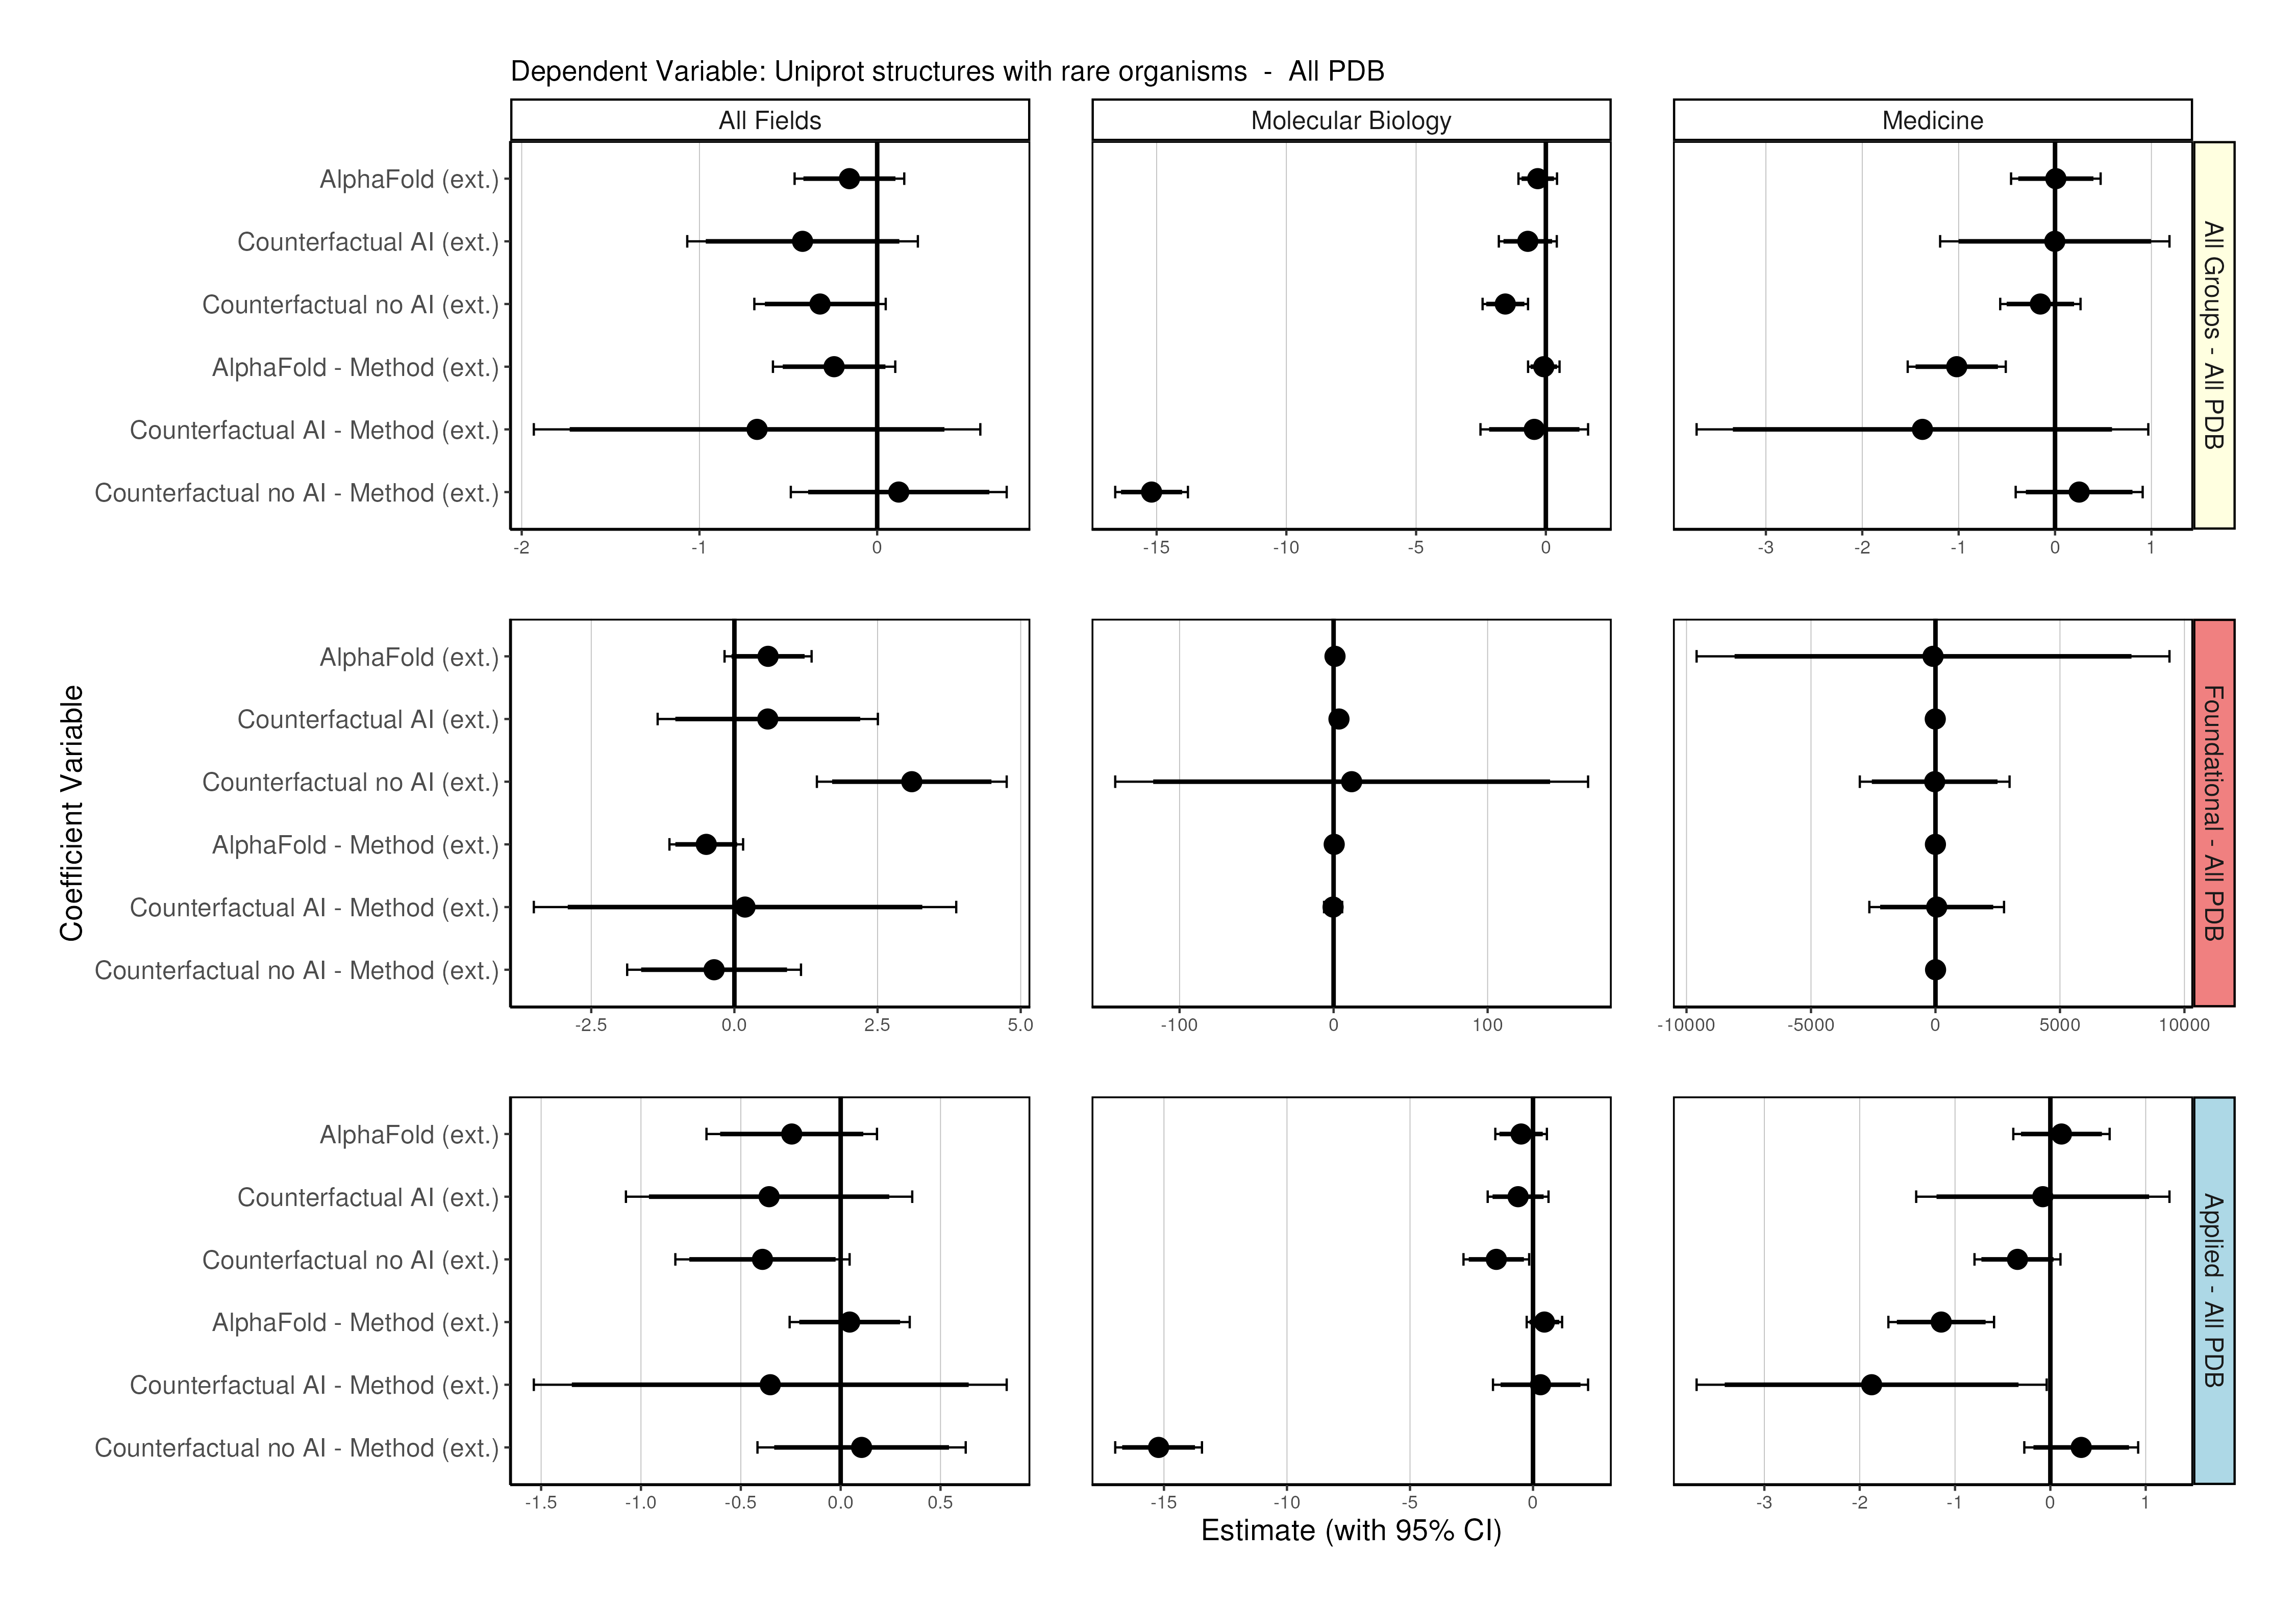 Dependent Variable: Uniprot structures with rare organisms - All PDB
All Fields
Molecular Biology
Medicine
AlphaFold (ext.)
Counterfactual AI (ext.)
Counterfactual no AI (ext.)
AlphaFold - Method (ext.)
Counterfactual AI - Method (ext.)
Counterfactual no AI - Method (ext.)
-2 -1 0
-15 -10 -5 0
-3 -2 -1 0 1
All Groups - All PDB
Coefficient Variable
AlphaFold (ext.)
Counterfactual AI (ext.)
Counterfactual no AI (ext.)
AlphaFold - Method (ext.)
Counterfactual AI - Method (ext.)
Counterfactual no AI - Method (ext.)
-2.5 0.0 2.5 5.0
-100 0 100
-10000 -5000 0 5000 10000
Foundational - All PDB
AlphaFold (ext.)
Counterfactual AI (ext.)
Counterfactual no AI (ext.)
AlphaFold - Method (ext.)
Counterfactual AI - Method (ext.)
Counterfactual no AI - Method (ext.)
-1.5 -1.0 -0.5 0.0 0.5
-15 -10 -5 0
-3 -2 -1 0 1
Applied - All PDB
Estimate (with 95% CI)